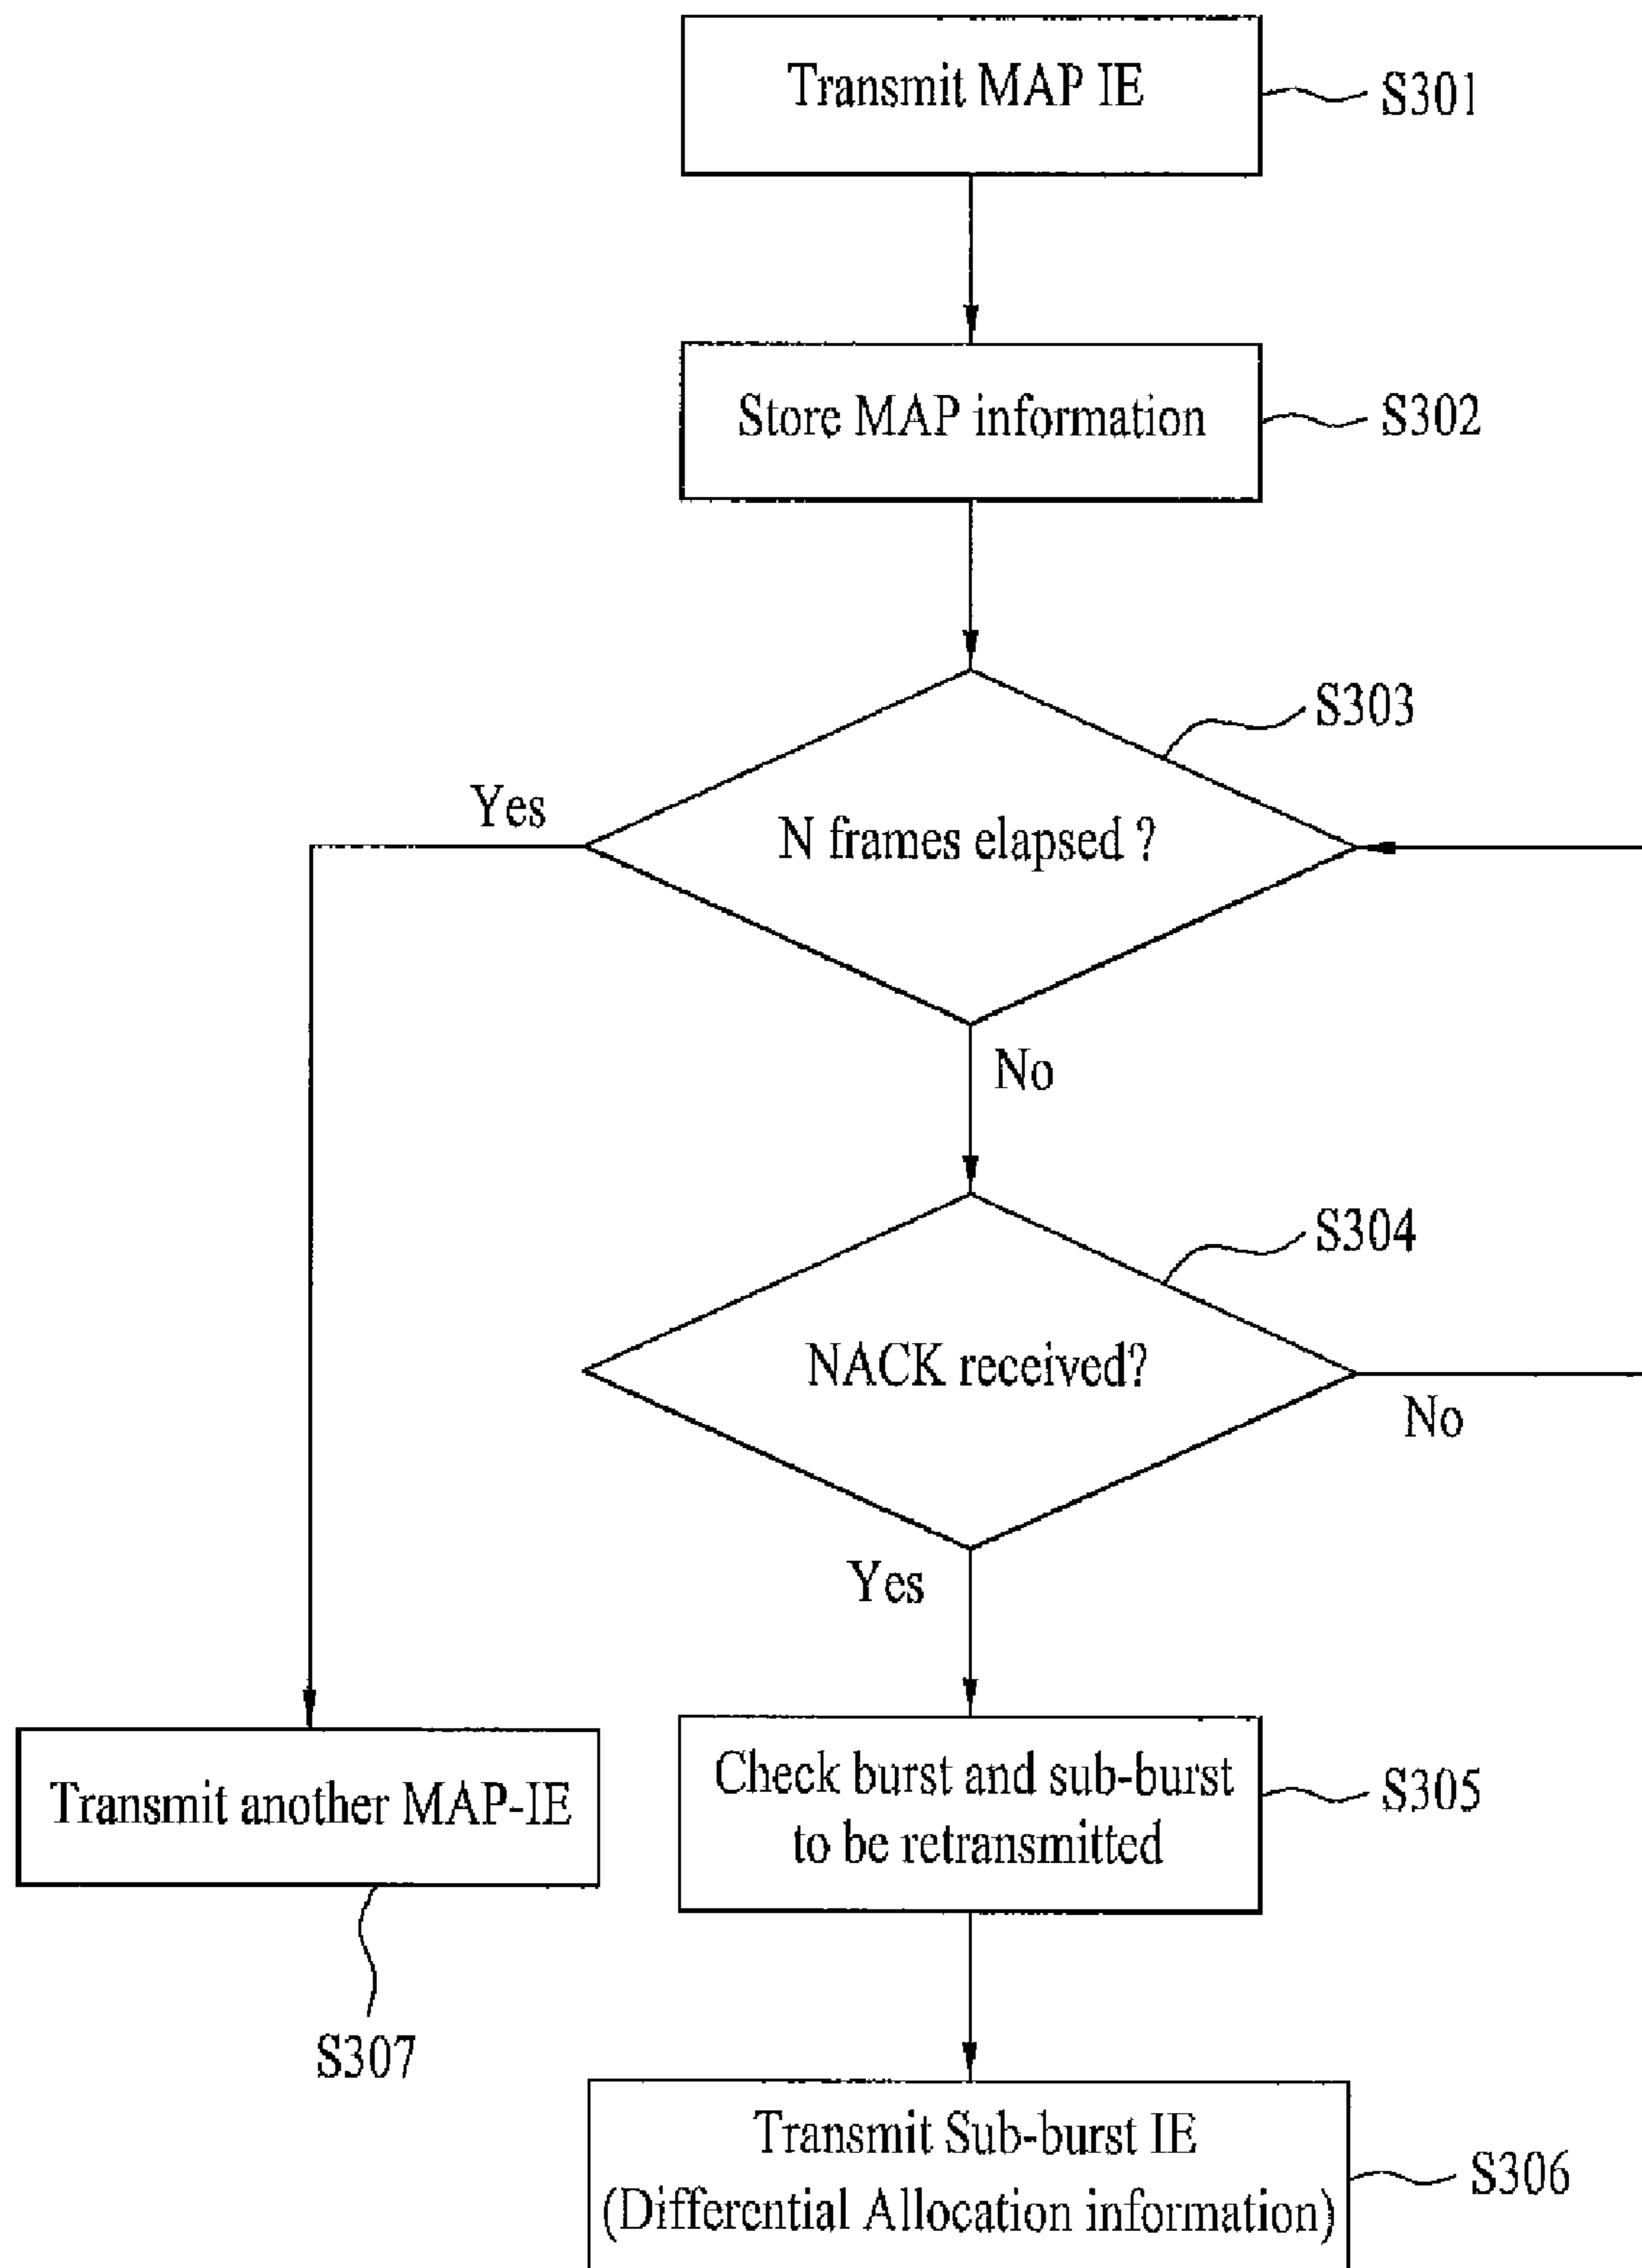 Transmit MAP IE
S301
Store MAP information
S302
S303
Yes
N frames elapsed ?
No
S304
NACK received?
No
Yes
Check burst and sub-burst
to be retransmitted
S305
Transmit another MAP-IE
S307
Transmit Sub-burst IE
(Differential Allocation information)
S306